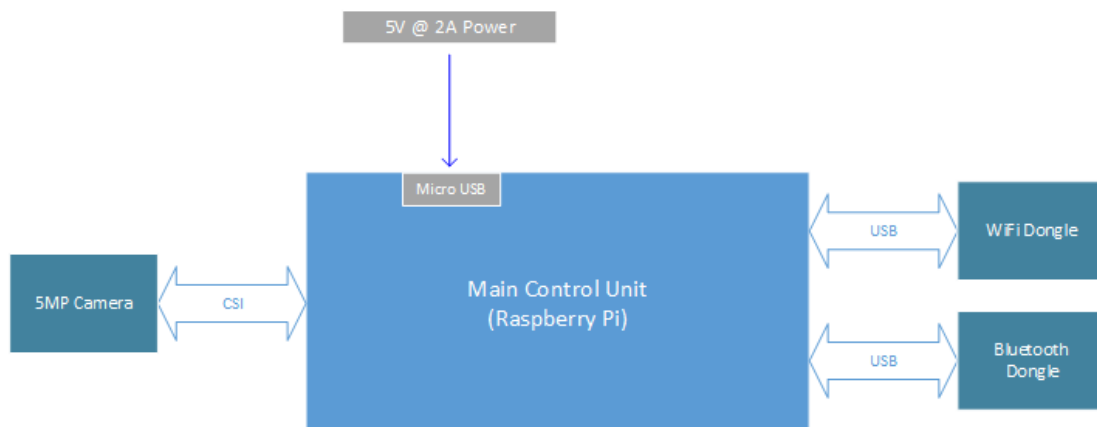 5V @ 2A Power
Micro USB
USB
WiFi Dongle
Main Control Unit
(Raspberry Pi)
5MP Camera
CSI
USB
Bluetooth
Dongle